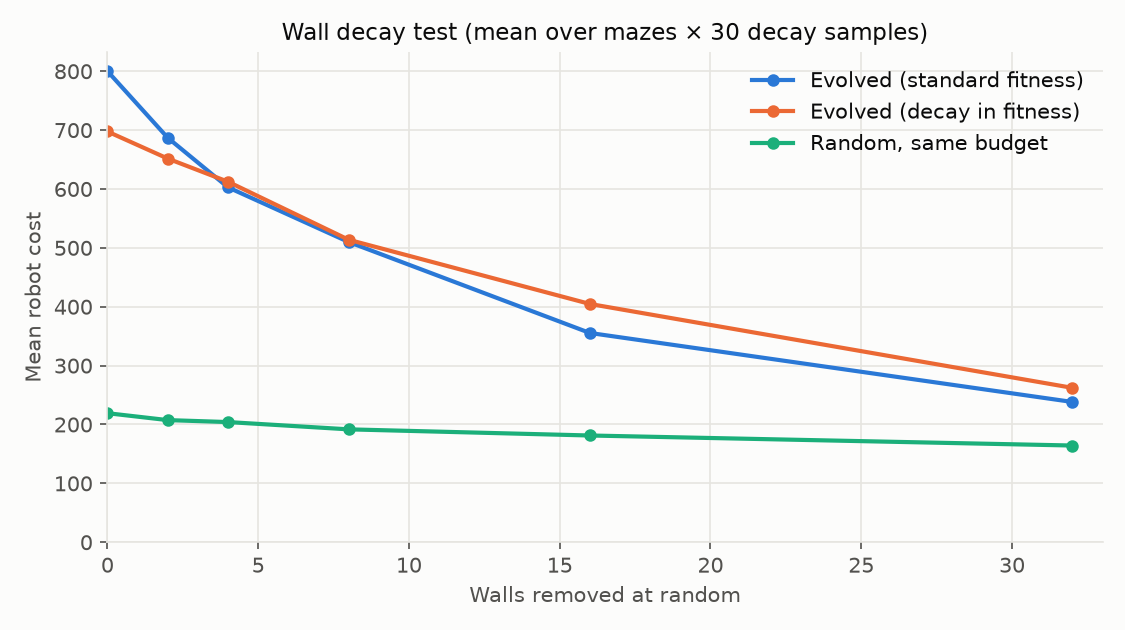 Wall decay test (mean over mazes × 30 decay samples)
Evolved (standard fitness)
Evolved (decay in fitness)
Random, same budget
Mean robot cost
800
700
600
500
400
300
200
100
0
0 5 10 15 20 25 30
Walls removed at random